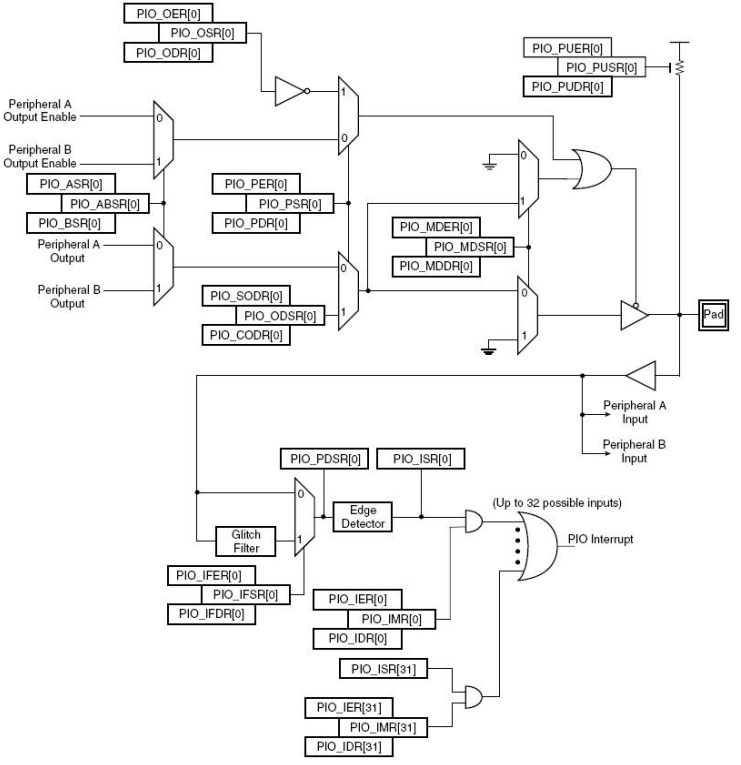 PIO_OER[0]
PIO_OSR[0]
PIO_ODR[0]
PIO_PUER[0]
PIO_PUSR[0]
PIO_PUDR[0]
1
0
Peripheral A
Output Enable
0
Peripheral B
Output Enable
1
PIO_ASR[0]
PIO_ABSR[0]
PIO_BSR[0]
PIO_PER[0]
PIO_PSR[0]
PIO_PDR[0]
0
1
PIO_MDER[0]
PIO_MDSR[0]
PIO_MDDR[0]
Peripheral A
Output
0
Peripheral B
Output
1
0
1
PIO_SODR[0]
PIO_ODSR[0]
PIO_CODR[0]
0
1
Pad
Peripheral A
Input
Peripheral B
Input
PIO_PDSR[0]
PIO_ISR[0]
0
1
Glitch
Filter
Edge
Detector
(Up to 32 possible inputs)
PIO Interrupt
PIO_IFER[0]
PIO_IFSR[0]
PIO_IFDR[0]
PIO_IER[0]
PIO_IMR[0]
PIO_IDR[0]
PIO_ISR[31]
PIO_IER[31]
PIO_IMR[31]
PIO_IDR[31]